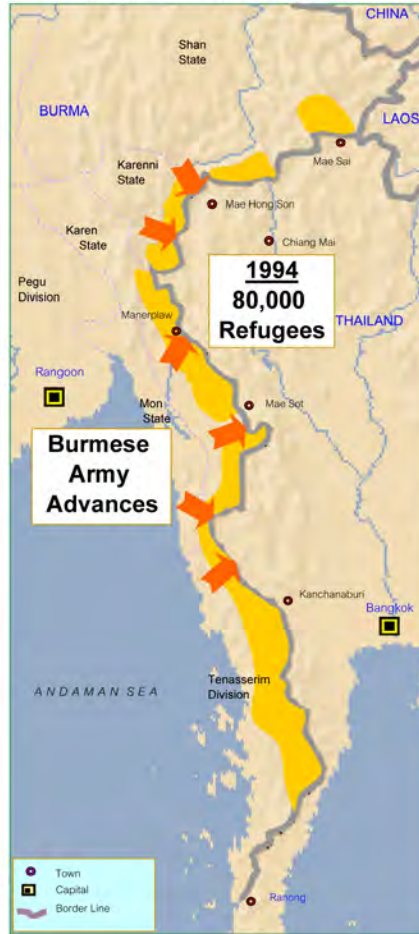 CHINA
Shan
State
BURMA
LAOS
Mae Sai
Karenni
State
Mae Hong Son
Karen
State
Chiang Mai
1994
80,000
Refugees
Pegu
Division
Manerplaw
THAILAND
Rangoon
Mon
State
Mae Sot
Burmese
Army
Advances
Kanchanaburi
Bangkok
Tenasserim
Division
ANDAMAN SEA
Town
Capital
Border Line
Ranong